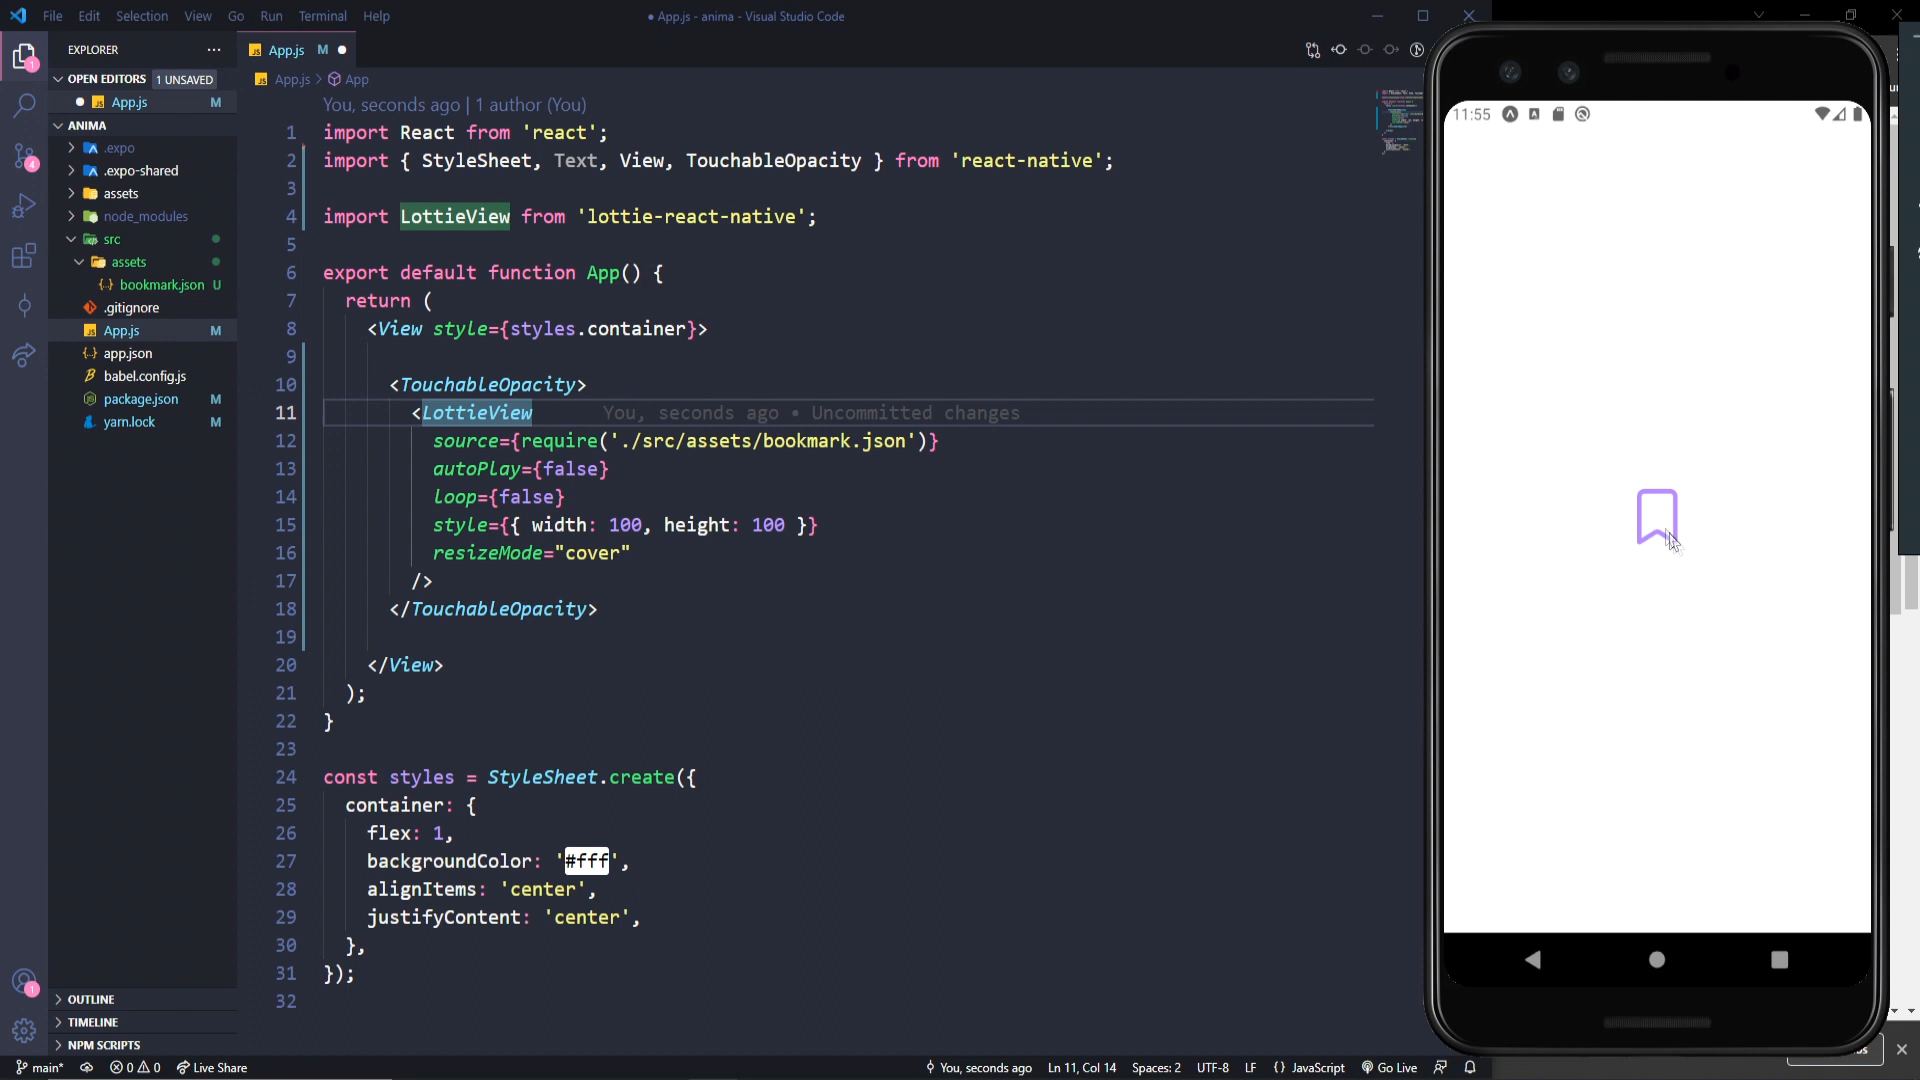 File Edit Selection View Go Run Terminal Help
● App.js - anima - Visual Studio Code
EXPLORER
App.js M
OPEN EDITORS 1 UNSAVED
App.js M
ANIMA
.expo
.expo-shared
assets
node_modules
src
assets
bookmark.json U
.gitignore
App.js M
app.json
babel.config.js
package.json M
yarn.lock M
OUTLINE
TIMELINE
NPM SCRIPTS
App.js > App
You, seconds ago | 1 author (You)
1 import React from 'react';
2 import { StyleSheet, Text, View, TouchableOpacity } from 'react-native';
3
4 import LottieView from 'lottie-react-native';
5
6 export default function App() {
7 return (
8 <View style={styles.container}>
9
10 <TouchableOpacity>
11 <LottieView You, seconds ago • Uncommitted changes
12 source={require('./src/assets/bookmark.json')}
13 autoPlay={false}
14 loop={false}
15 style={{ width: 100, height: 100 }}
16 resizeMode="cover"
17 />
18 </TouchableOpacity>
19
20 </View>
21 );
22 }
23
24 const styles = StyleSheet.create({
25 container: {
26 flex: 1,
27 backgroundColor: '#fff',
28 alignItems: 'center',
29 justifyContent: 'center',
30 },
31 });
32
11:55
main* 0 0 Live Share
You, seconds ago Ln 11, Col 14 Spaces: 2 UTF-8 LF {} JavaScript Go Live